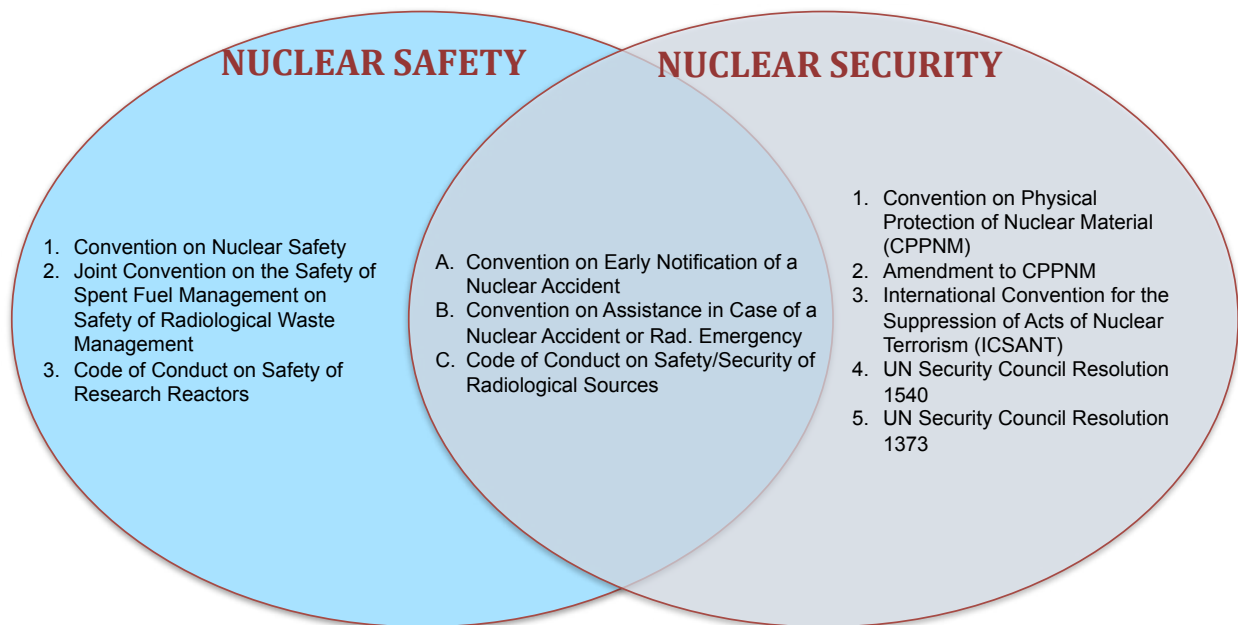 NUCLEAR SAFETY
NUCLEAR SECURITY
1. Convention on Nuclear Safety
2. Joint Convention on the Safety of
Spent Fuel Management on
Safety of Radiological Waste
Management
3. Code of Conduct on Safety of
Research Reactors
A. Convention on Early Notification of a
Nuclear Accident
B. Convention on Assistance in Case of a
Nuclear Accident or Rad. Emergency
C. Code of Conduct on Safety/Security of
Radiological Sources
1. Convention on Physical
Protection of Nuclear Material
(CPPNM)
2. Amendment to CPPNM
3. International Convention for the
Suppression of Acts of Nuclear
Terrorism (ICSANT)
4. UN Security Council Resolution
1540
5. UN Security Council Resolution
1373